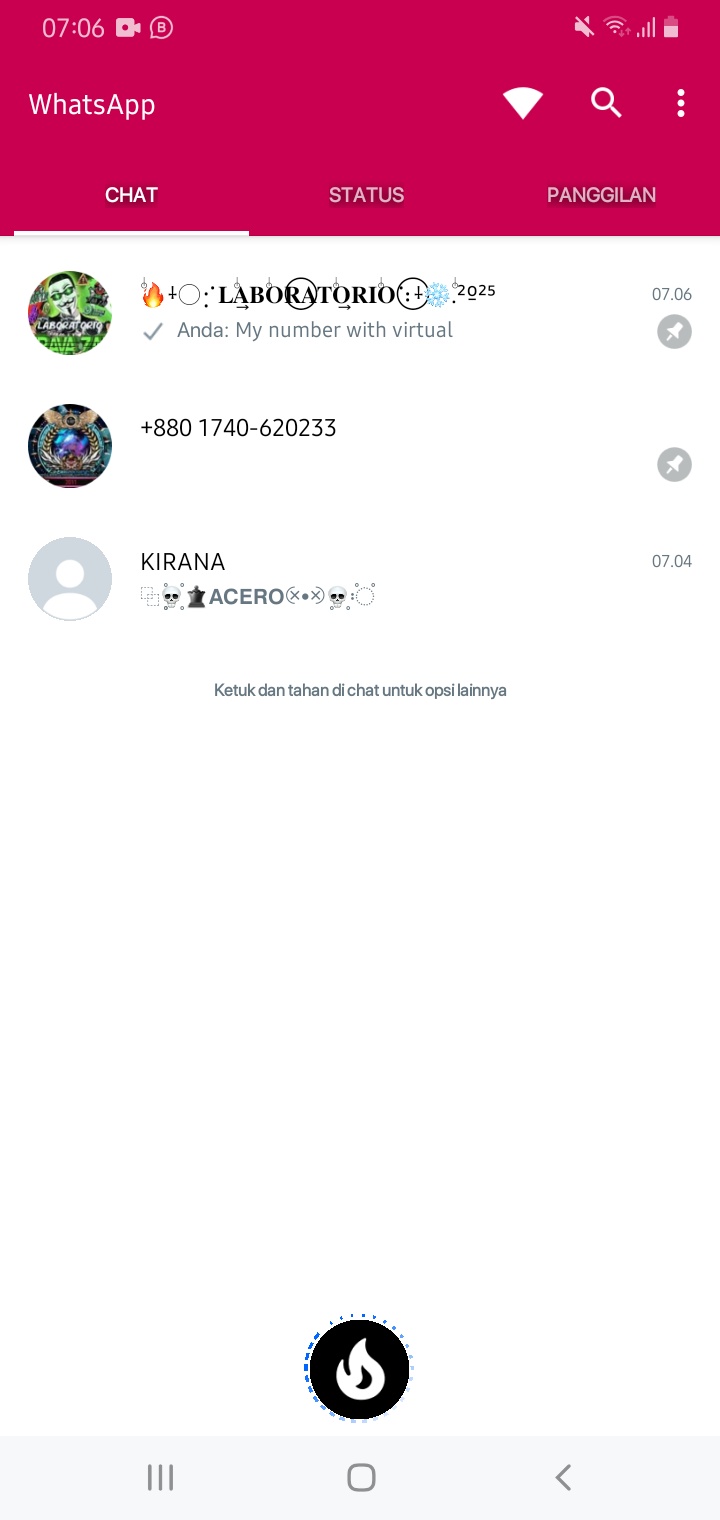 07:06
WhatsApp
CHAT STATUS PANGGILAN
LABORATORIO ²º²⁵ 07.06
Anda: My number with virtual
+880 1740-620233
KIRANA 07.04
ACERO
Ketuk dan tahan di chat untuk opsi lainnya